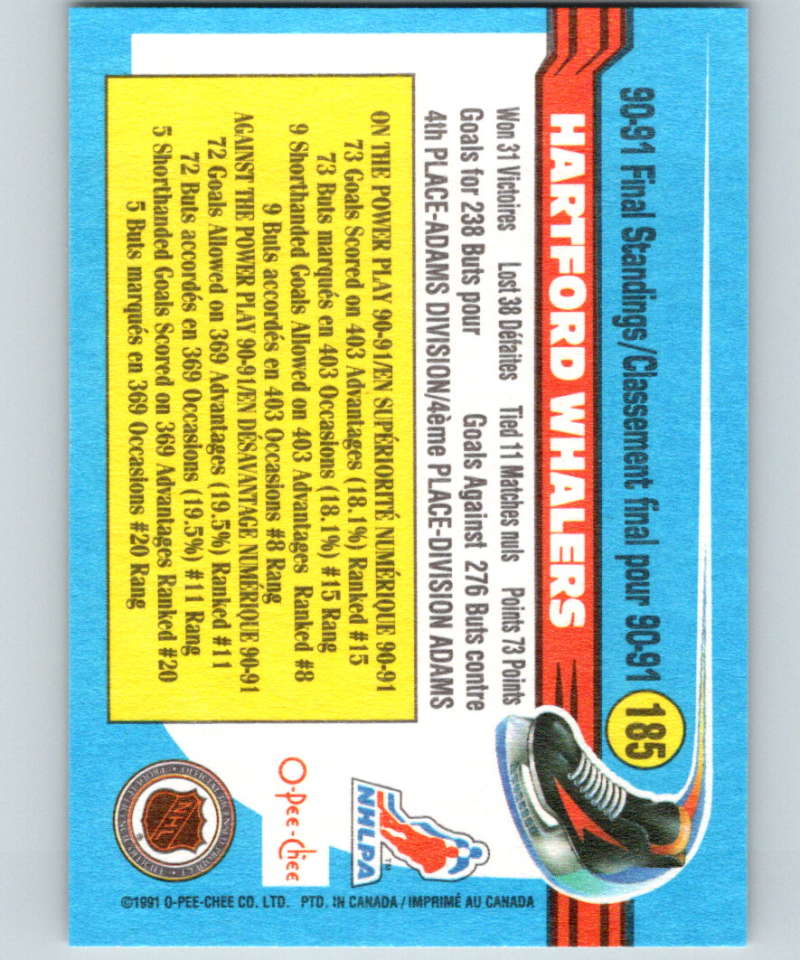 90-91 Final Standings/Classement final pour 90-91
185
HARTFORD WHALERS
Won 31 Victoires Lost 38 Défaites Tied 11 Matches nuls Points 73 Points
Goals for 238 Buts pour Goals Against 276 Buts contre
4th PLACE-ADAMS DIVISION/4ème PLACE-DIVISION ADAMS
ON THE POWER PLAY 90-91/EN SUPÉRIORITÉ NUMÉRIQUE 90-91
73 Goals Scored on 403 Advantages (18.1%) Ranked #15
73 Buts marqués en 403 Occasions (18.1%) #15 Rang
9 Shorthanded Goals Allowed on 403 Advantages Ranked #8
9 Buts accordés en 403 Occasions #8 Rang
AGAINST THE POWER PLAY 90-91/EN DÉSAVANTAGE NUMÉRIQUE 90-91
72 Goals Allowed on 369 Advantages (19.5%) Ranked #11
72 Buts accordés en 369 Occasions (19.5%) #11 Rang
5 Shorthanded Goals Scored on 369 Advantages Ranked #20
5 Buts marqués en 369 Occasions #20 Rang
NHLPA
TM
O-Pee-Chee
NHL
®
©1991 O-PEE-CHEE CO. LTD. PTD. IN CANADA / IMPRIMÉ AU CANADA